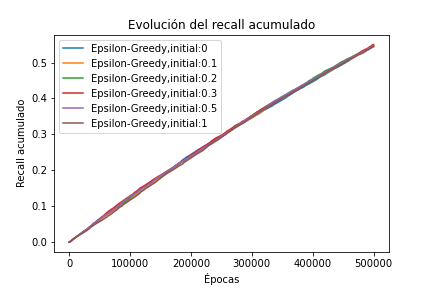 Evolución del recall acumulado
Recall acumulado
0.5
0.4
0.3
0.2
0.1
0.0
Epsilon-Greedy,initial:0
Epsilon-Greedy,initial:0.1
Epsilon-Greedy,initial:0.2
Epsilon-Greedy,initial:0.3
Epsilon-Greedy,initial:0.5
Epsilon-Greedy,initial:1
0 100000 200000 300000 400000 500000
Épocas